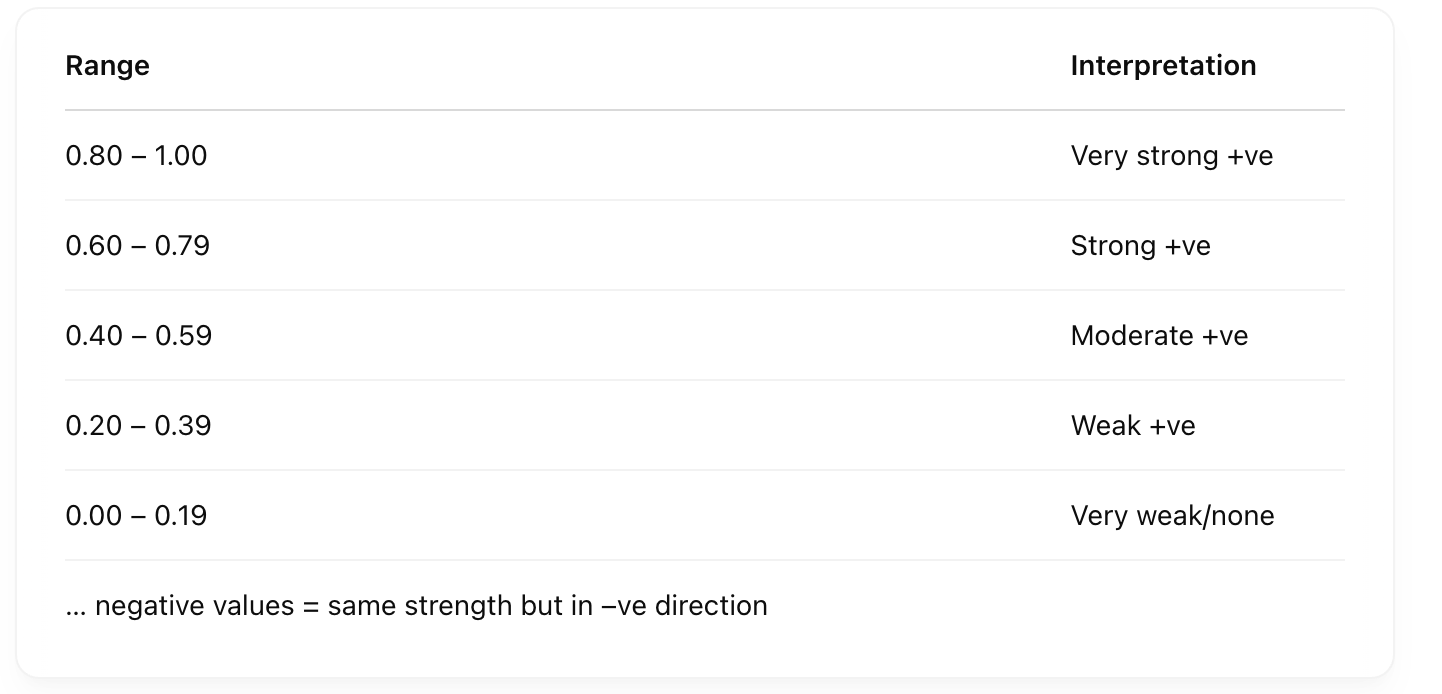 Range Interpretation
0.80 – 1.00 Very strong +ve
0.60 – 0.79 Strong +ve
0.40 – 0.59 Moderate +ve
0.20 – 0.39 Weak +ve
0.00 – 0.19 Very weak/none
... negative values = same strength but in –ve direction